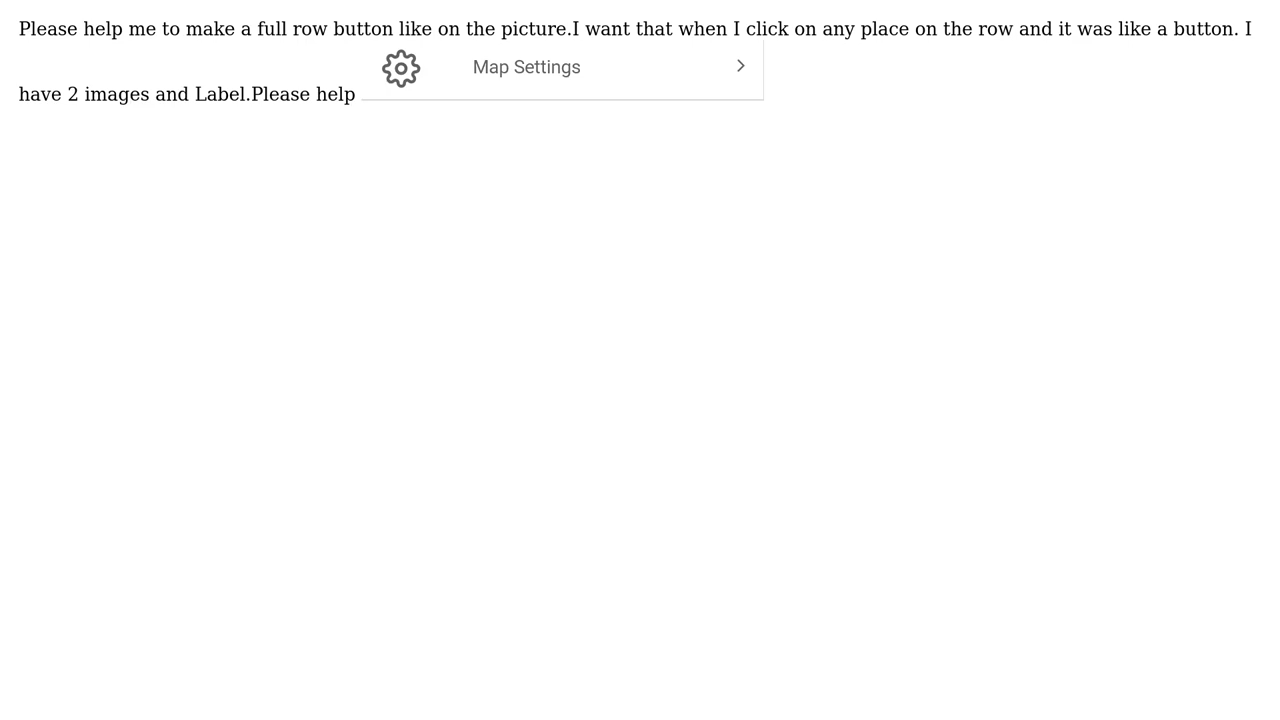 Please help me to make a full row button like on the picture.I want that when I click on any place on the row and it was like a button. I
Map Settings
have 2 images and Label.Please help